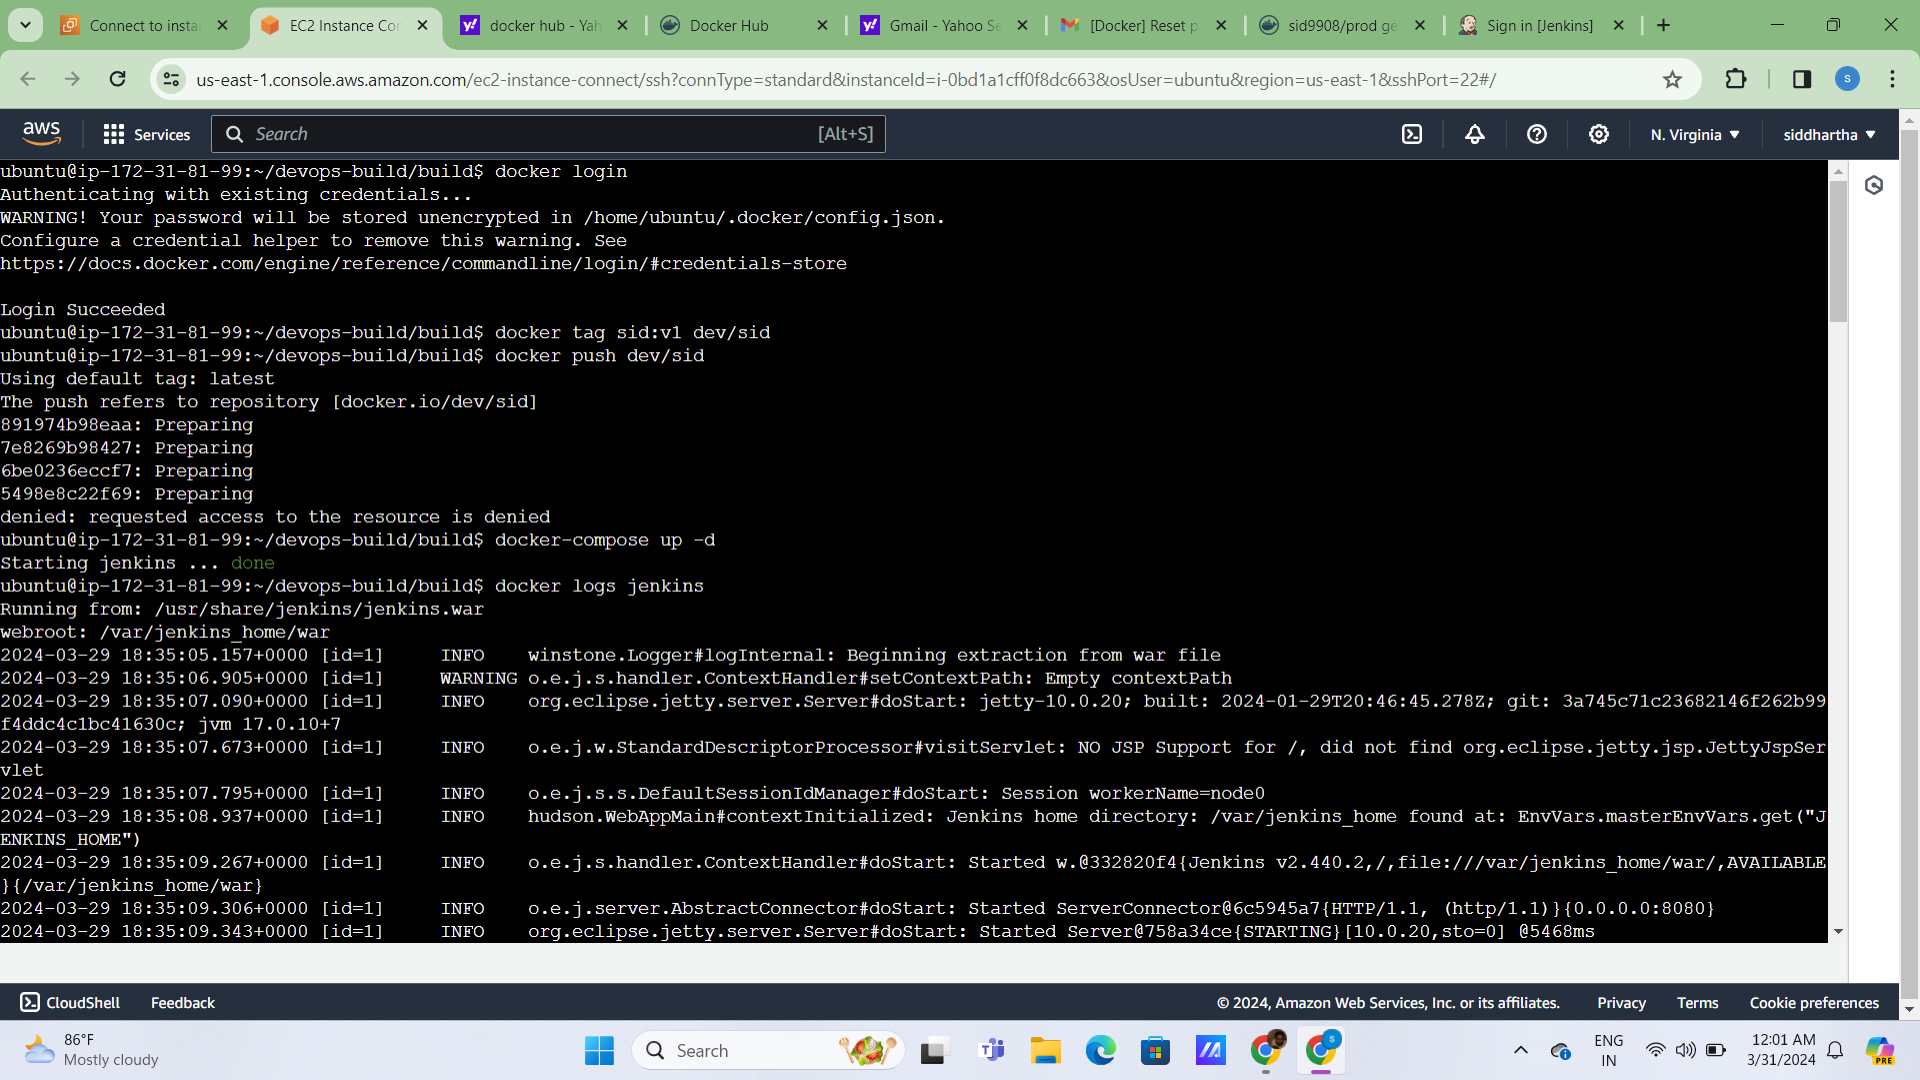 Connect to insta
EC2 Instance Con
docker hub - Yah
Docker Hub
Gmail - Yahoo Se
[Docker] Reset p
sid9908/prod ge
Sign in [Jenkins]
us-east-1.console.aws.amazon.com/ec2-instance-connect/ssh?connType=standard&instanceId=i-0bd1a1cff0f8dc663&osUser=ubuntu&region=us-east-1&sshPort=22#/
S
aws
Services
Search
[Alt+S]
N. Virginia
siddhartha
ubuntu@ip-172-31-81-99:~/devops-build/build$ docker login
Authenticating with existing credentials...
WARNING! Your password will be stored unencrypted in /home/ubuntu/.docker/config.json.
Configure a credential helper to remove this warning. See
https://docs.docker.com/engine/reference/commandline/login/#credentials-store
Login Succeeded
ubuntu@ip-172-31-81-99:~/devops-build/build$ docker tag sid:v1 dev/sid
ubuntu@ip-172-31-81-99:~/devops-build/build$ docker push dev/sid
Using default tag: latest
The push refers to repository [docker.io/dev/sid]
891974b98eaa: Preparing
7e8269b98427: Preparing
6be0236eccf7: Preparing
5498e8c22f69: Preparing
denied: requested access to the resource is denied
ubuntu@ip-172-31-81-99:~/devops-build/build$ docker-compose up -d
Starting jenkins ... done
ubuntu@ip-172-31-81-99:~/devops-build/build$ docker logs jenkins
Running from: /usr/share/jenkins/jenkins.war
webroot: /var/jenkins_home/war
2024-03-29 18:35:05.157+0000 [id=1] INFO winstone.Logger#logInternal: Beginning extraction from war file
2024-03-29 18:35:06.905+0000 [id=1] WARNING o.e.j.s.handler.ContextHandler#setContextPath: Empty contextPath
2024-03-29 18:35:07.090+0000 [id=1] INFO org.eclipse.jetty.server.Server#doStart: jetty-10.0.20; built: 2024-01-29T20:46:45.278Z; git: 3a745c71c23682146f262b99
f4ddc4c1bc41630c; jvm 17.0.10+7
2024-03-29 18:35:07.673+0000 [id=1] INFO o.e.j.w.StandardDescriptorProcessor#visitServlet: NO JSP Support for /, did not find org.eclipse.jetty.jsp.JettyJspSer
vlet
2024-03-29 18:35:07.795+0000 [id=1] INFO o.e.j.s.s.DefaultSessionIdManager#doStart: Session workerName=node0
2024-03-29 18:35:08.937+0000 [id=1] INFO hudson.WebAppMain#contextInitialized: Jenkins home directory: /var/jenkins_home found at: EnvVars.masterEnvVars.get("J
ENKINS_HOME")
2024-03-29 18:35:09.267+0000 [id=1] INFO o.e.j.s.handler.ContextHandler#doStart: Started w.@332820f4{Jenkins v2.440.2,/,file:///var/jenkins_home/war/,AVAILABLE
}{/var/jenkins_home/war}
2024-03-29 18:35:09.306+0000 [id=1] INFO o.e.j.server.AbstractConnector#doStart: Started ServerConnector@6c5945a7{HTTP/1.1, (http/1.1)}{0.0.0.0:8080}
2024-03-29 18:35:09.343+0000 [id=1] INFO org.eclipse.jetty.server.Server#doStart: Started Server@758a34ce{STARTING}[10.0.20,sto=0] @5468ms
CloudShell
Feedback
© 2024, Amazon Web Services, Inc. or its affiliates.
Privacy
Terms
Cookie preferences
86°F
Mostly cloudy
Search
ENG
IN
12:01 AM
3/31/2024
PRE